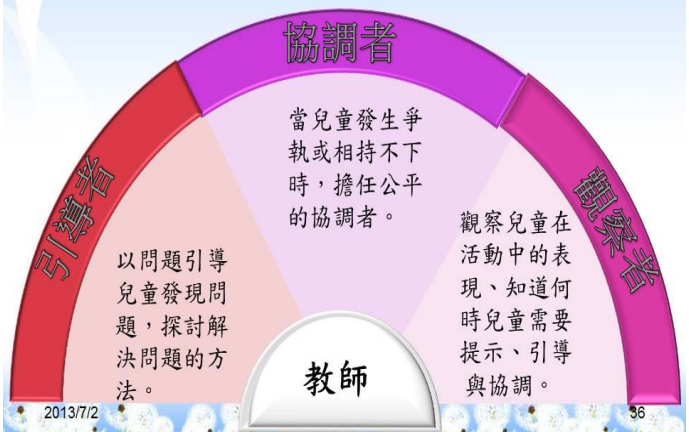 協調者
當兒童發生爭
執或相持不下
時，擔任公平
的協調者。
引導者
以問題引導
兒童發現問
題，探討解
決問題的方
法。
觀察者
觀察兒童在
活動中的表
現、知道何
時兒童需要
提示、引導
與協調。
教師
2013/7/2
36